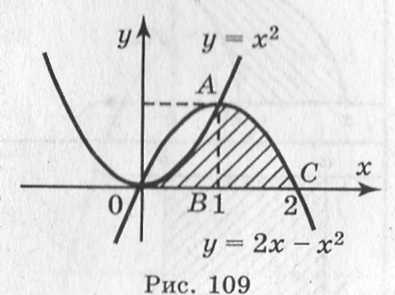 y
y = x²
A
C
x
0
B 1
2
y = 2x − x²
Рис. 109